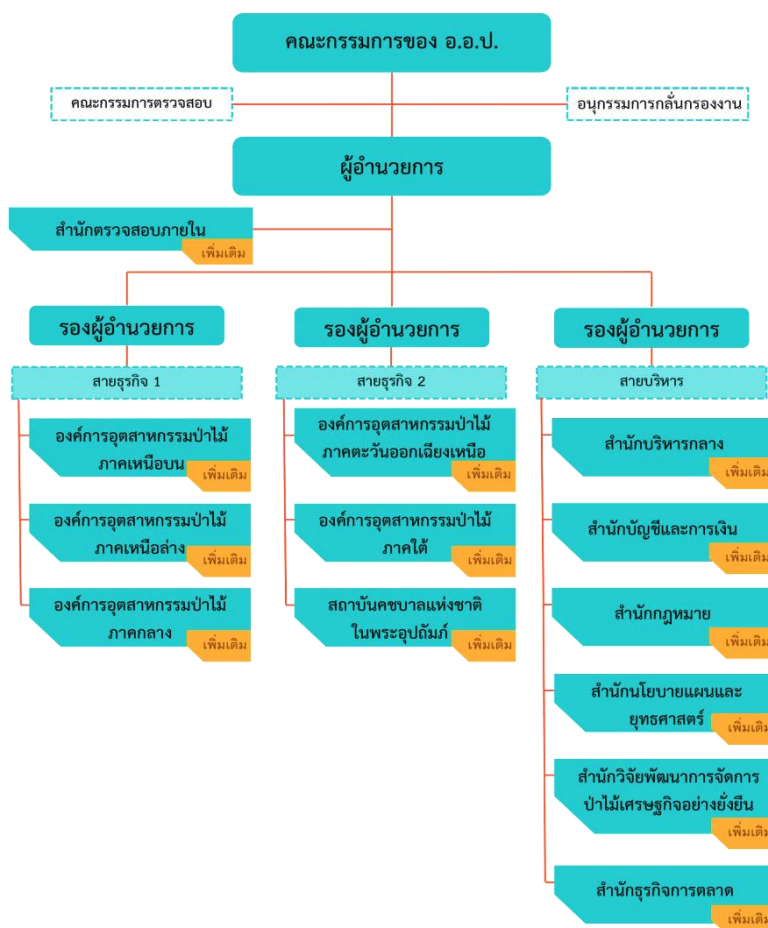 คณะกรรมการของ อ.อ.ป.
คณะกรรมการตรวจสอบ
อนุกรรมการกลั่นกรองงาน
ผู้อำนวยการ
สำนักตรวจสอบภายใน
เพิ่มเติม
รองผู้อำนวยการ
รองผู้อำนวยการ
รองผู้อำนวยการ
สายธุรกิจ 1
สายธุรกิจ 2
สายบริหาร
องค์การอุตสาหกรรมป่าไม้
ภาคเหนือบน
เพิ่มเติม
องค์การอุตสาหกรรมป่าไม้
ภาคเหนือล่าง
เพิ่มเติม
องค์การอุตสาหกรรมป่าไม้
ภาคกลาง
เพิ่มเติม
องค์การอุตสาหกรรมป่าไม้
ภาคตะวันออกเฉียงเหนือ
เพิ่มเติม
องค์การอุตสาหกรรมป่าไม้
ภาคใต้
เพิ่มเติม
สถาบันคชบาลแห่งชาติ
ในพระอุปถัมภ์
เพิ่มเติม
สำนักบริหารกลาง
เพิ่มเติม
สำนักบัญชีและการเงิน
เพิ่มเติม
สำนักกฎหมาย
เพิ่มเติม
สำนักนโยบายแผนและ
ยุทธศาสตร์
เพิ่มเติม
สำนักวิจัยพัฒนาการจัดการ
ป่าไม้เศรษฐกิจอย่างยั่งยืน
เพิ่มเติม
สำนักธุรกิจการตลาด
เพิ่มเติม